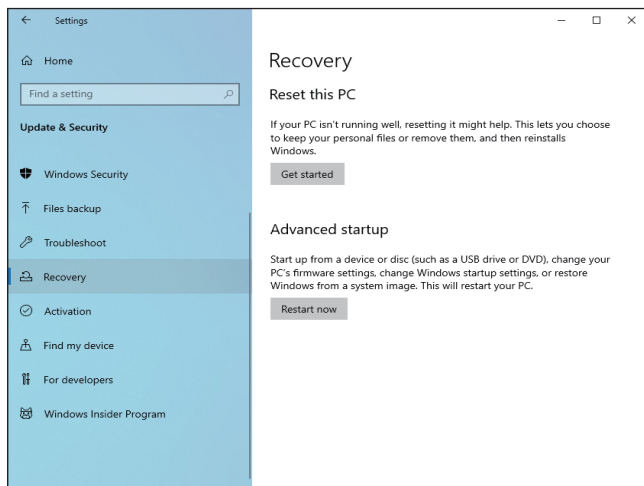 Settings
Home
Find a setting
Update & Security
Windows Security
Files backup
Troubleshoot
Recovery
Activation
Find my device
For developers
Windows Insider Program
Recovery
Reset this PC
If your PC isn't running well, resetting it might help. This lets you choose
to keep your personal files or remove them, and then reinstalls
Windows.
Get started
Advanced startup
Start up from a device or disc (such as a USB drive or DVD), change your
PC's firmware settings, change Windows startup settings, or restore
Windows from a system image. This will restart your PC.
Restart now